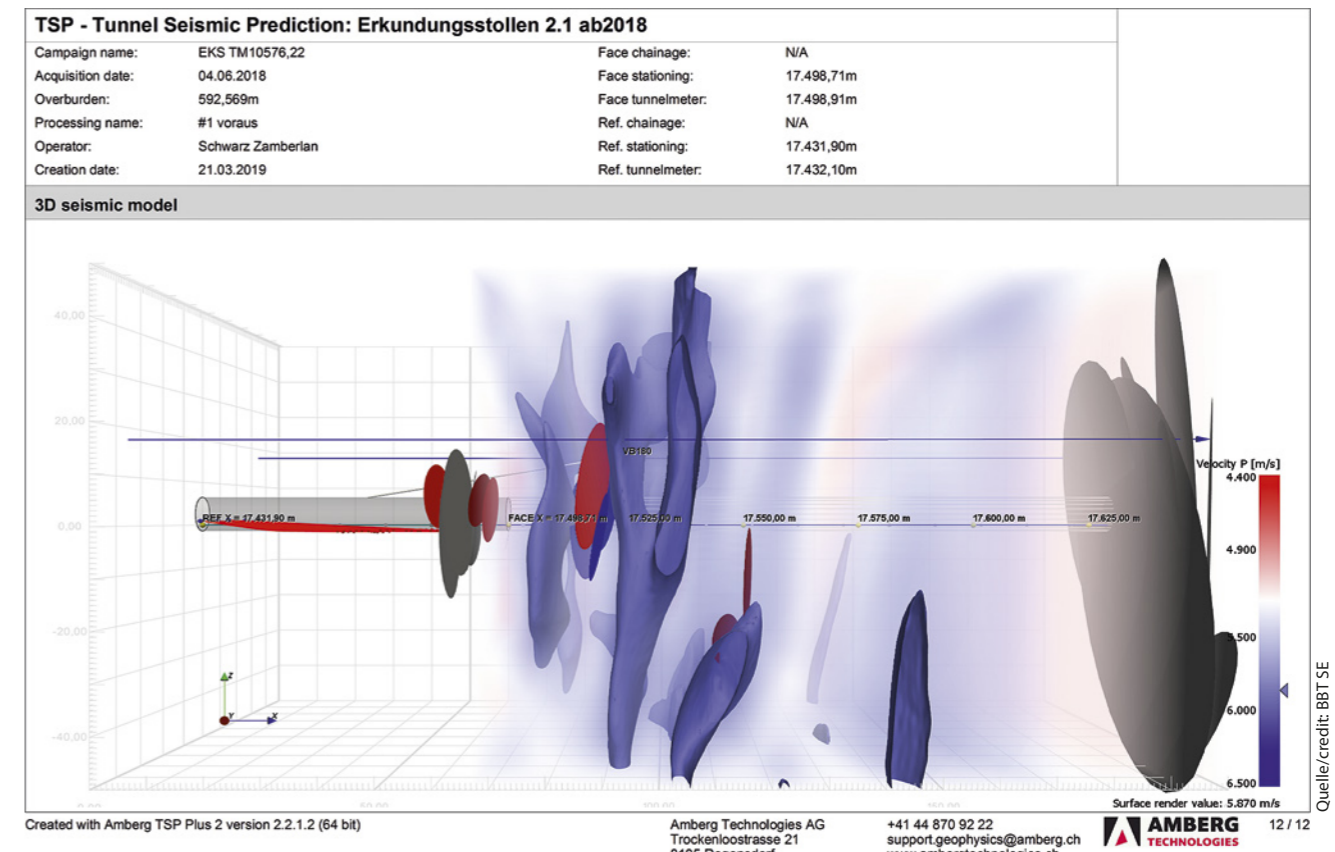 TSP - Tunnel Seismic Prediction: Erkundungsstollen 2.1 ab2018
Campaign name: EKS TM10576,22 Face chainage: N/A
Acquisition date: 04.06.2018 Face stationing: 17.498,71m
Overburden: 592,569m Face tunnelmeter: 17.498,91m
Processing name: #1 voraus Ref. chainage: N/A
Operator: Schwarz Zamberlan Ref. stationing: 17.431,90m
Creation date: 21.03.2019 Ref. tunnelmeter: 17.432,10m
3D seismic model
40,00
20,00
0,00
-20,00
-40,00
VB180
REF X = 17.431,90 m
FACE X = 17.498,71 m
17.525,00 m
17.550,00 m
17.575,00 m
17.600,00 m
17.625,00 m
Z
Y
X
Velocity P [m/s]
4.400
4.900
5.500
6.000
6.500
Surface render value: 5.870 m/s
Quelle/credit: BBT SE
Created with Amberg TSP Plus 2 version 2.2.1.2 (64 bit)
Amberg Technologies AG
Trockenloostrasse 21
+41 44 870 92 22
support.geophysics@amberg.ch
AMBERG
TECHNOLOGIES
12 / 12